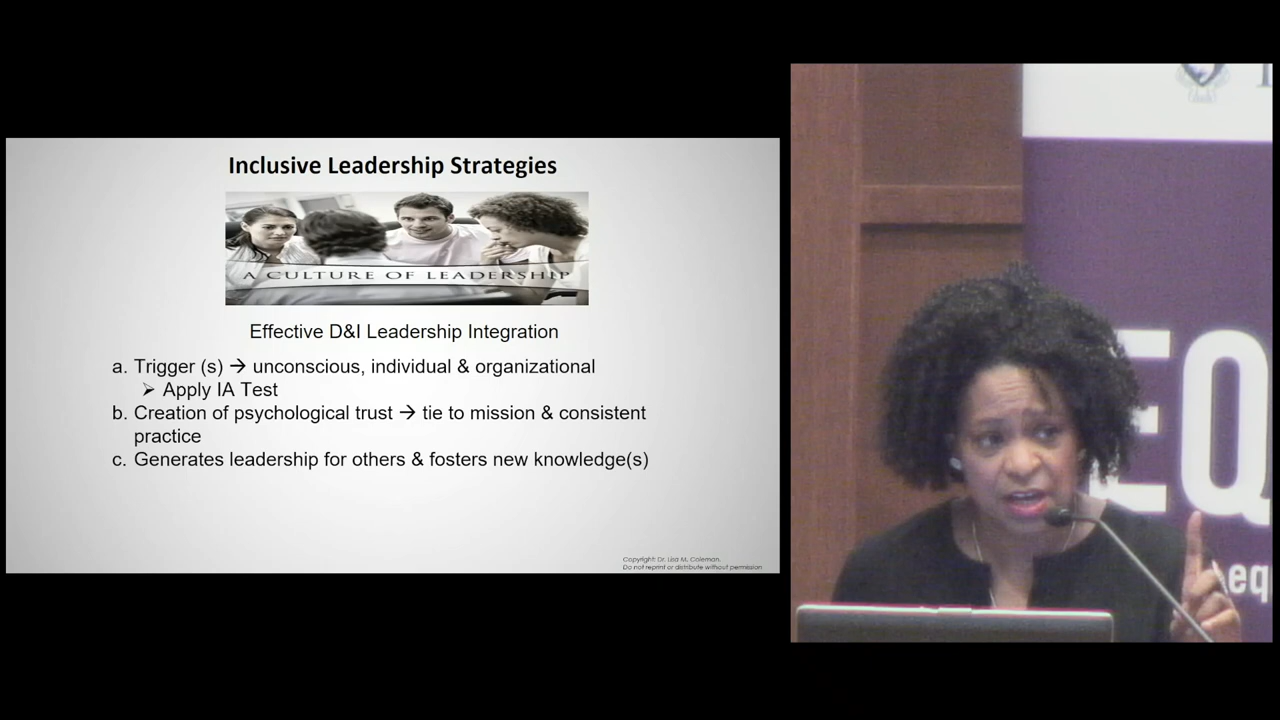 Inclusive Leadership Strategies
A CULTURE OF LEADERSHIP
Effective D&I Leadership Integration
a. Trigger (s) → unconscious, individual & organizational
➢ Apply IA Test
b. Creation of psychological trust → tie to mission & consistent
practice
c. Generates leadership for others & fosters new knowledge(s)
Copyright: Dr. Lisa M. Coleman.
Do not reprint or distribute without permission
EQ
eq